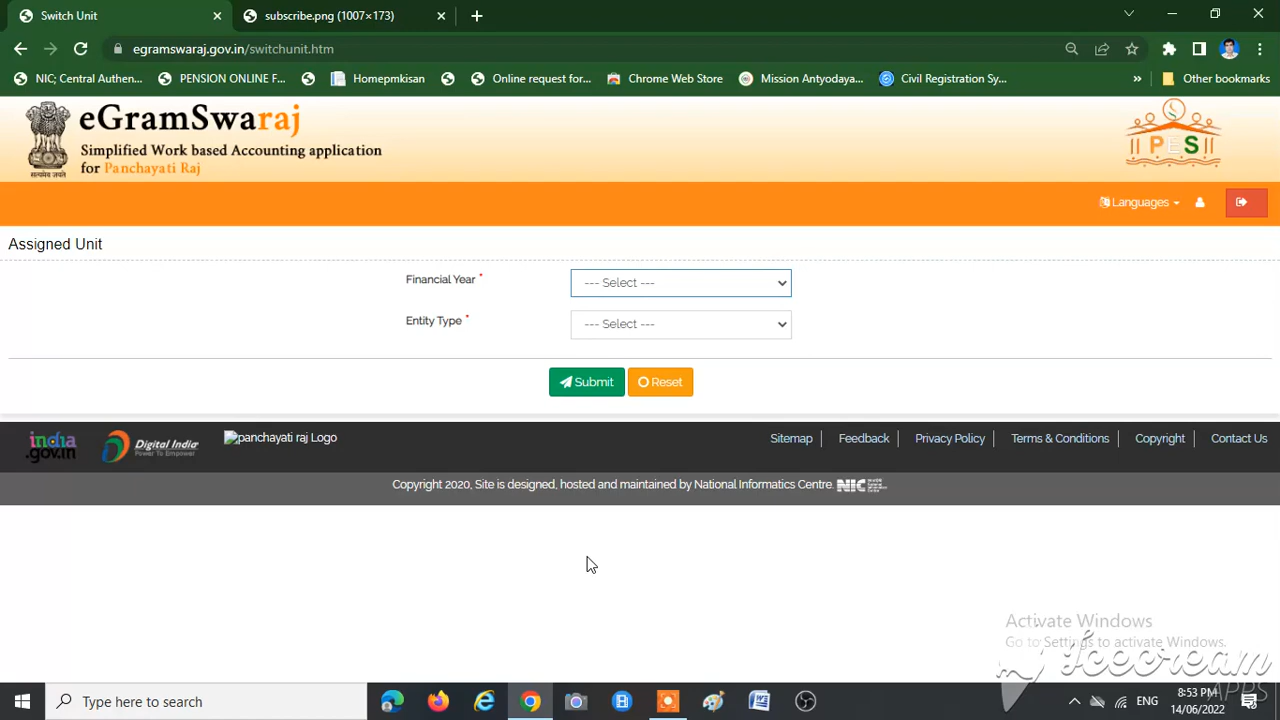 Switch Unit
subscribe.png (1007×173)
egramswaraj.gov.in/switchunit.htm
NIC; Central Authen... PENSION ONLINE F... Homepmkisan Online request for... Chrome Web Store Mission Antyodaya... Civil Registration Sy... » Other bookmarks
eGramSwaraj
Simplified Work based Accounting application
for Panchayati Raj
सत्यमेव जयते
PES
Languages
Assigned Unit
Financial Year *
--- Select ---
Entity Type *
--- Select ---
Submit Reset
india.gov.in
Digital India
Power To Empower
panchayati raj Logo
Sitemap Feedback Privacy Policy Terms & Conditions Copyright Contact Us
Copyright 2020, Site is designed, hosted and maintained by National Informatics Centre. NIC
Activate Windows
Go to Settings to activate Windows.
Icecream
APPS
Type here to search
ENG
8:53 PM
14/06/2022